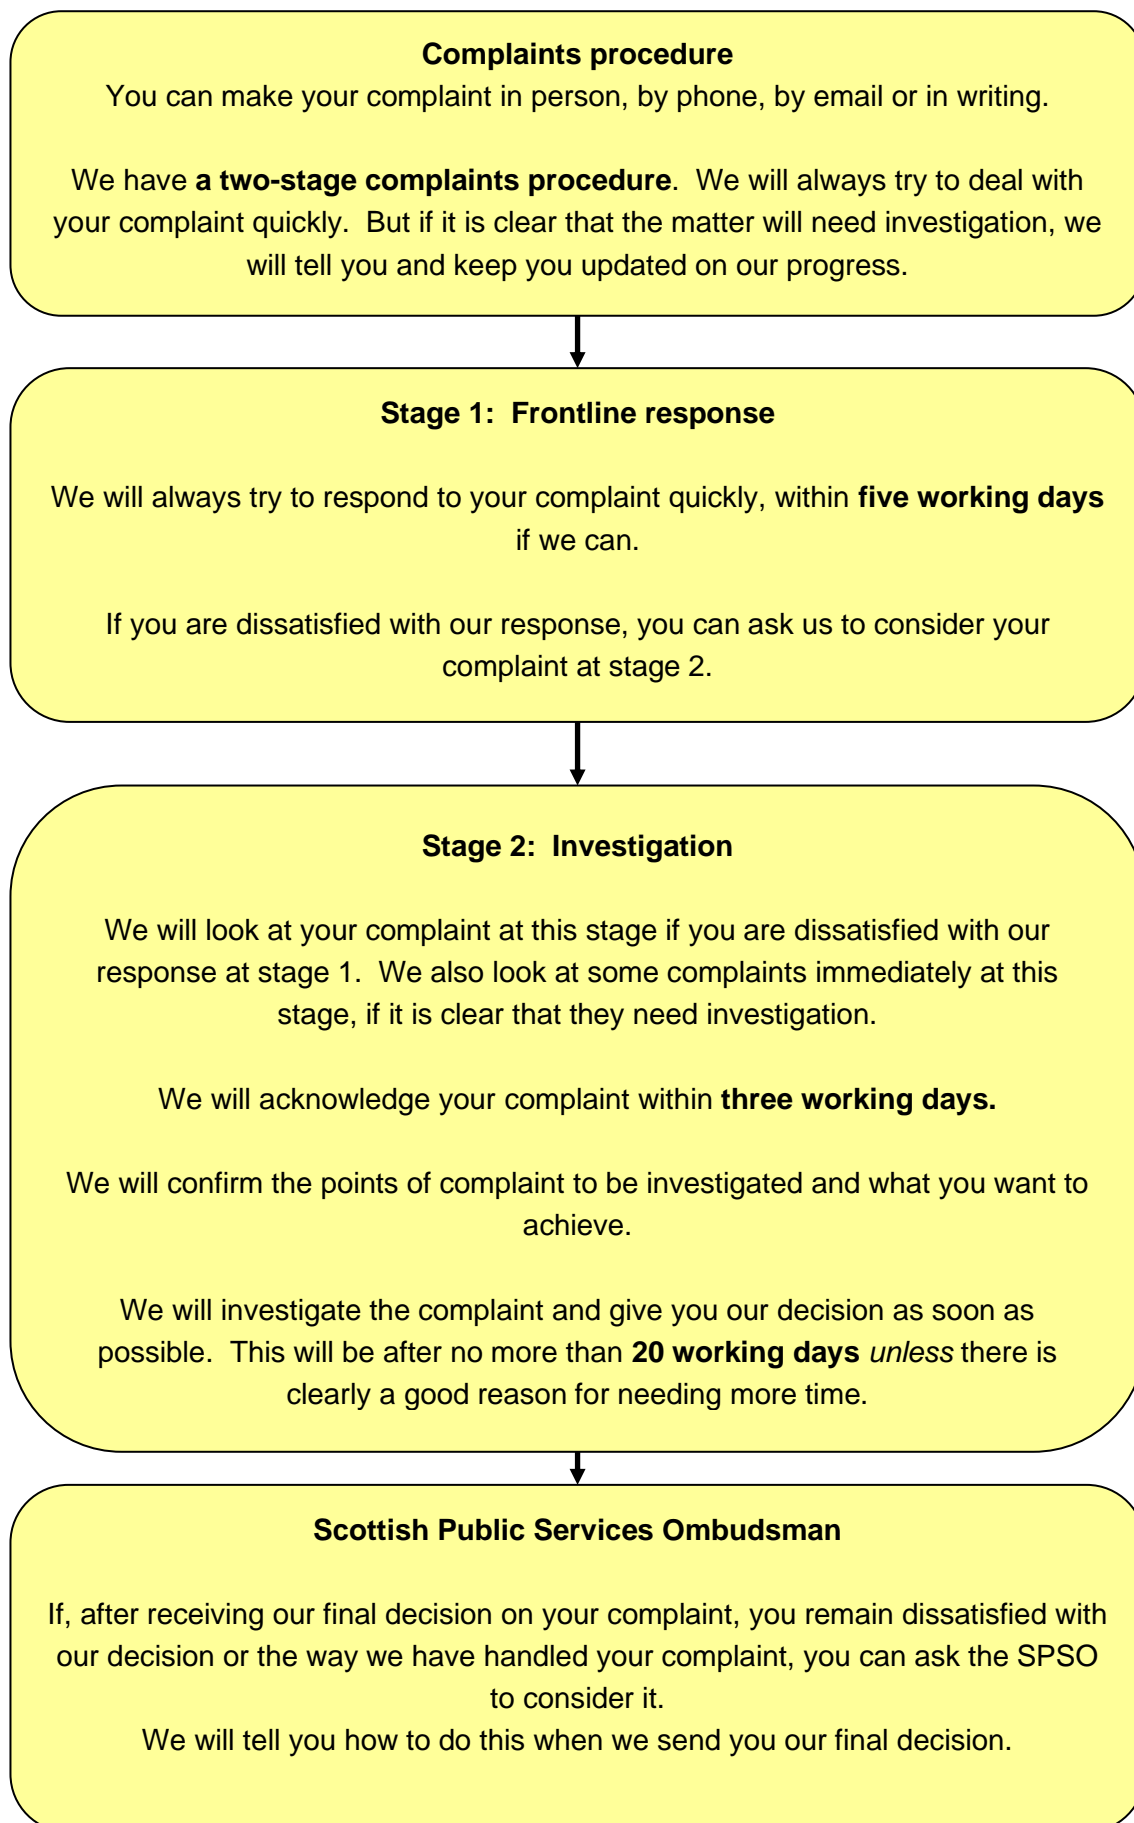 Complaints procedure
You can make your complaint in person, by phone, by email or in writing.
We have a two-stage complaints procedure.  We will always try to deal with
your complaint quickly.  But if it is clear that the matter will need investigation, we
will tell you and keep you updated on our progress.
Stage 1:  Frontline response
We will always try to respond to your complaint quickly, within five working days
if we can.
If you are dissatisfied with our response, you can ask us to consider your
complaint at stage 2.
Stage 2:  Investigation
We will look at your complaint at this stage if you are dissatisfied with our
response at stage 1.  We also look at some complaints immediately at this
stage, if it is clear that they need investigation.
We will acknowledge your complaint within three working days.
We will confirm the points of complaint to be investigated and what you want to
achieve.
We will investigate the complaint and give you our decision as soon as
possible.  This will be after no more than 20 working days unless there is
clearly a good reason for needing more time.
Scottish Public Services Ombudsman
If, after receiving our final decision on your complaint, you remain dissatisfied with
our decision or the way we have handled your complaint, you can ask the SPSO
to consider it.
We will tell you how to do this when we send you our final decision.